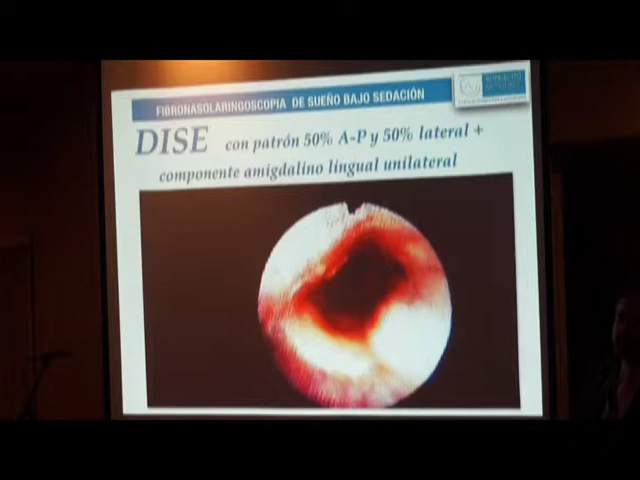 FIBRONASOLARINGOSCOPIA DE SUEÑO BAJO SEDACIÓN
DISE con patrón 50% A-P y 50% lateral +
componente amigdalino lingual unilateral